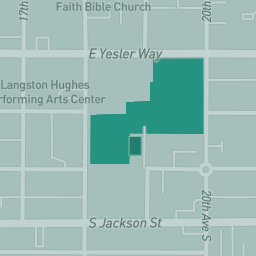 Faith Bible Church
17th
20th
E Yesler Way
Langston Hughes
rforming Arts Center
20th Ave S
S Jackson St